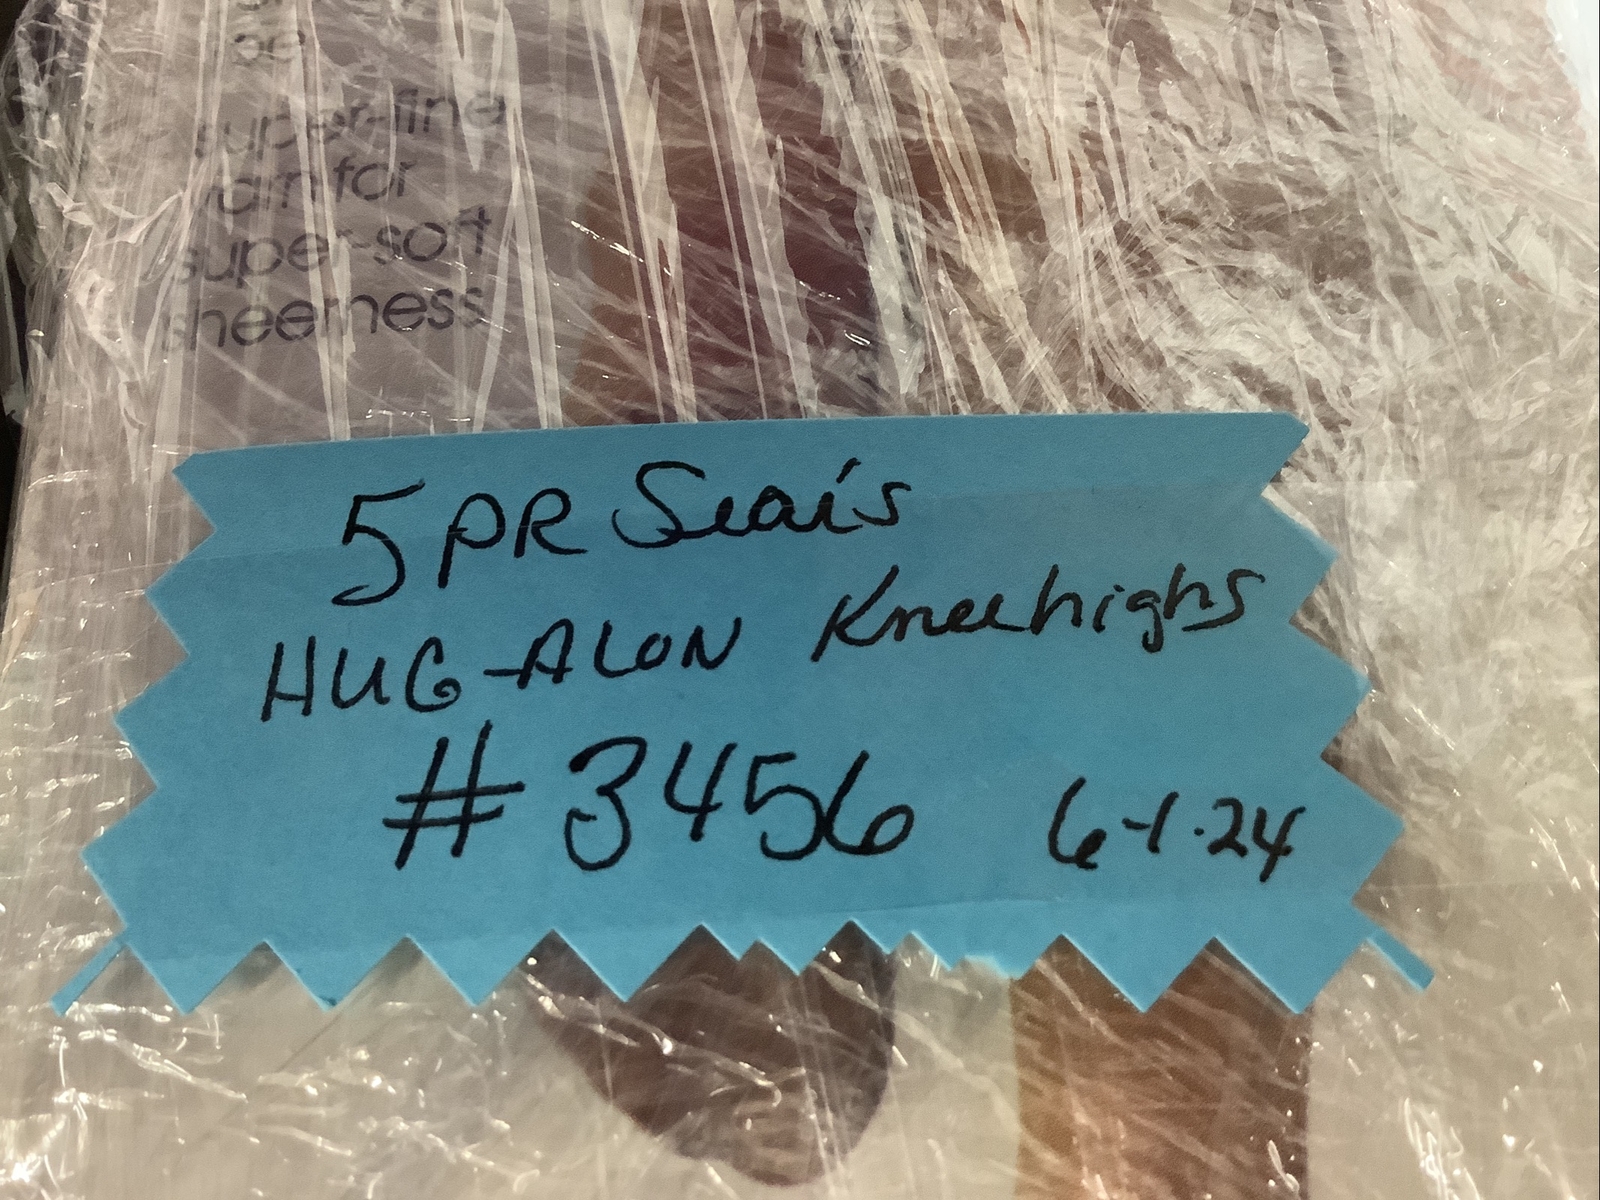 super-fine
yarn for
super-soft
sheerness
5 PR Sears
HUG-ALON Kneehighs
# 3456 6-1-24